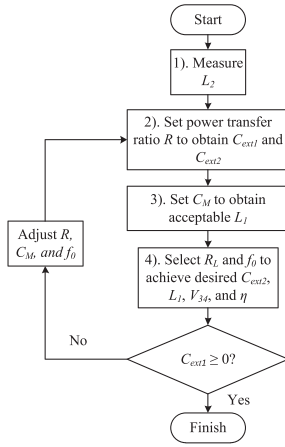 Start
1). Measure
L2
2). Set power transfer
ratio R to obtain Cext1 and
Cext2
3). Set CM to obtain
acceptable L1
Adjust R,
CM, and f0
4). Select RL and f0 to
achieve desired Cext2,
L1, V34, and η
No
Cext1 ≥ 0?
Yes
Finish